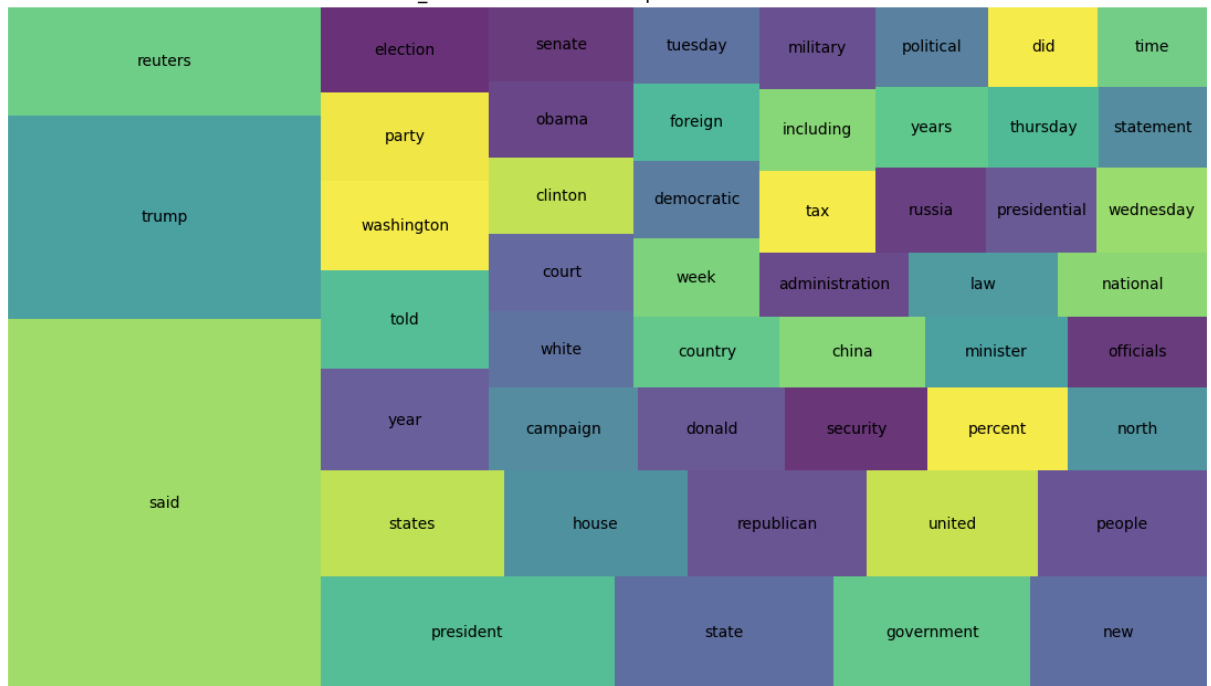 reuters
trump
said
election
party
washington
told
year
senate
obama
clinton
court
white
tuesday
foreign
democratic
week
military
including
tax
political
years
russia
did
thursday
presidential
time
statement
wednesday
administration
law
national
country
china
minister
officials
campaign
donald
security
percent
north
states
house
republican
united
people
president
state
government
new